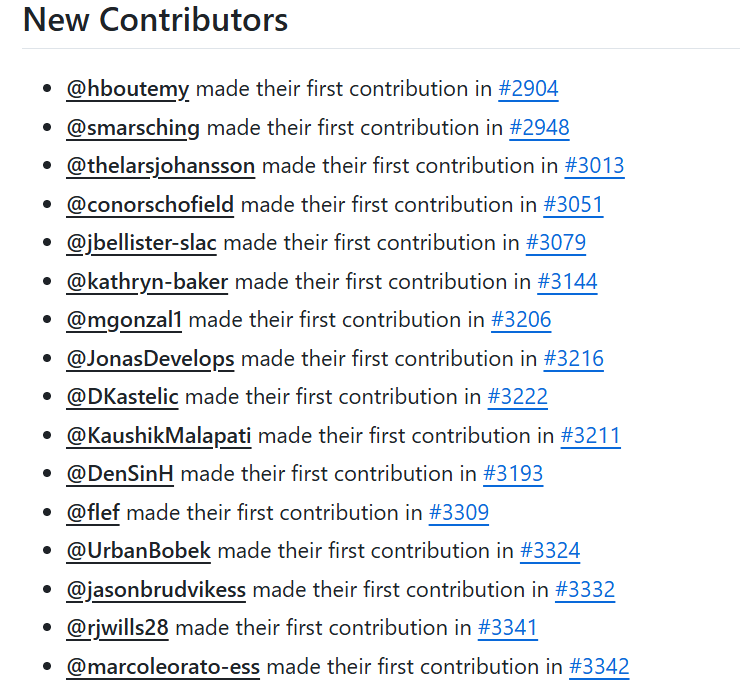 New Contributors
@hboutemy made their first contribution in #2904
@smarsching made their first contribution in #2948
@thelarsjohansson made their first contribution in #3013
@conorschofield made their first contribution in #3051
@jbellister-slac made their first contribution in #3079
@kathryn-baker made their first contribution in #3144
@mgonzal1 made their first contribution in #3206
@JonasDevelops made their first contribution in #3216
@DKastelic made their first contribution in #3222
@KaushikMalapati made their first contribution in #3211
@DenSinH made their first contribution in #3193
@flef made their first contribution in #3309
@UrbanBobek made their first contribution in #3324
@jasonbrudvikess made their first contribution in #3332
@rjwills28 made their first contribution in #3341
@marcoleorato-ess made their first contribution in #3342